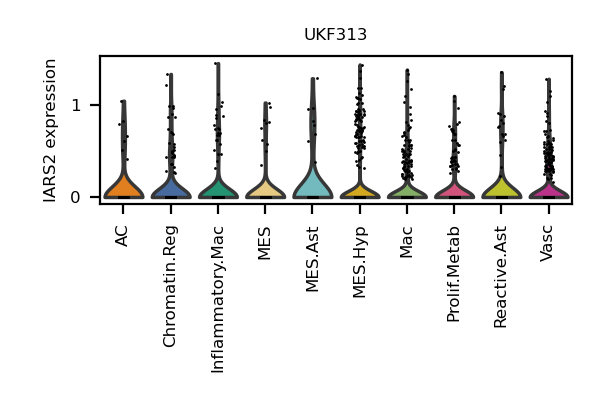 UKF313
IARS2 expression
1
0
AC
Chromatin.Reg
Inflammatory.Mac
MES
MES.Ast
MES.Hyp
Mac
Prolif.Metab
Reactive.Ast
Vasc